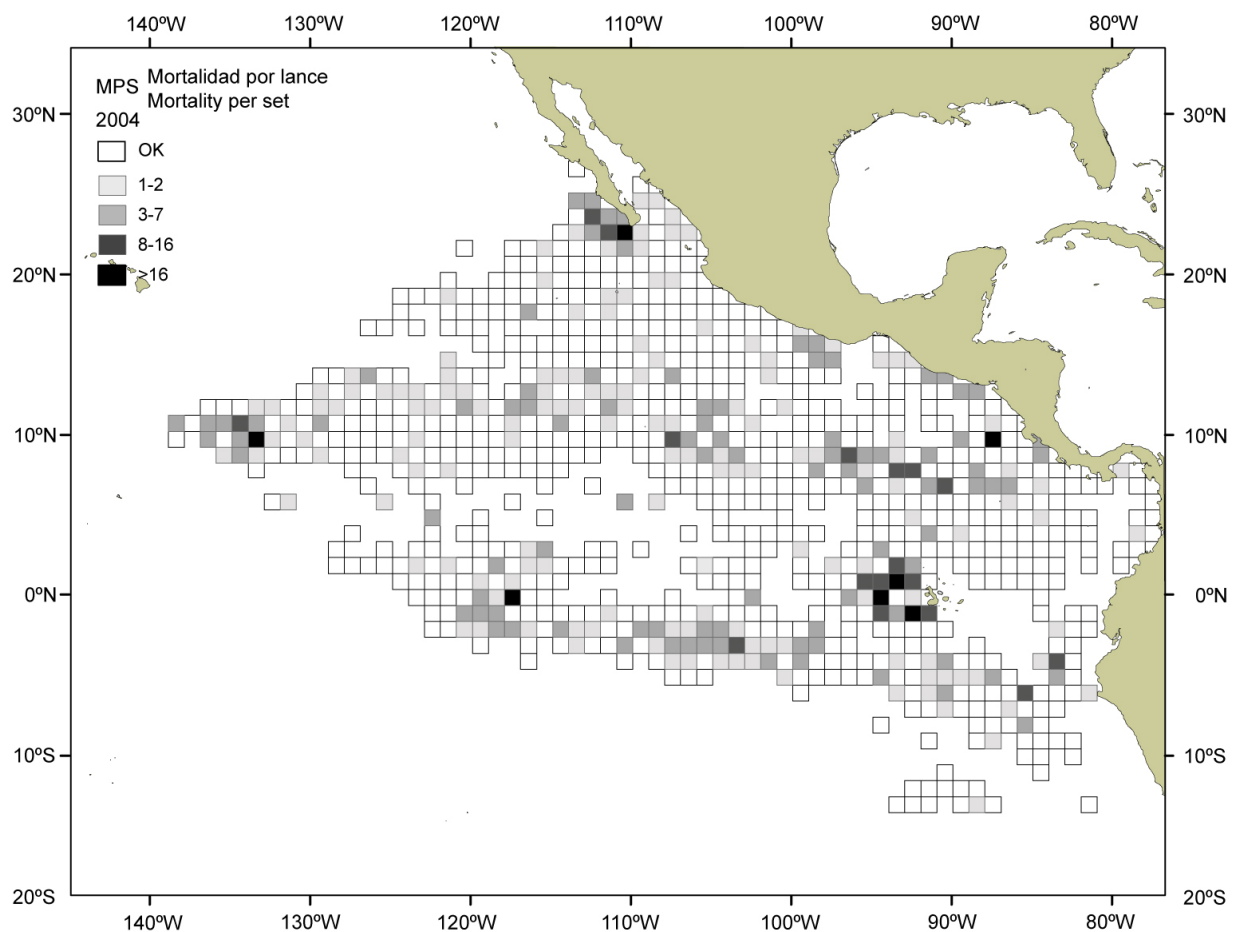 140ºW 130ºW 120ºW 110ºW 100ºW 90ºW 80ºW
MPS Mortalidad por lance
Mortality per set
2004
OK
1-2
3-7
8-16
>16
30ºN 30ºN
20ºN 20ºN
10ºN 10ºN
0ºN 0ºN
10ºS 10ºS
20ºS 20ºS
140ºW 130ºW 120ºW 110ºW 100ºW 90ºW 80ºW